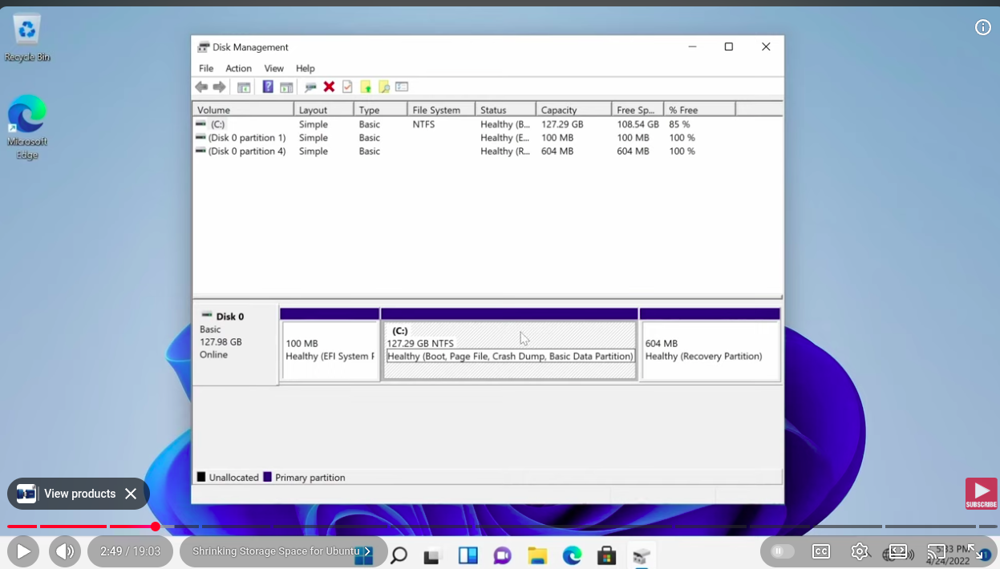 Recycle Bin
Microsoft
Edge
Disk Management
File Action View Help
Volume Layout Type File System Status Capacity Free Sp... % Free
(C:) Simple Basic NTFS Healthy (B... 127.29 GB 108.54 GB 85 %
(Disk 0 partition 1) Simple Basic Healthy (E... 100 MB 100 MB 100 %
(Disk 0 partition 4) Simple Basic Healthy (R... 604 MB 604 MB 100 %
Disk 0
Basic
127.98 GB
Online
100 MB
Healthy (EFI System P
(C:)
127.29 GB NTFS
Healthy (Boot, Page File, Crash Dump, Basic Data Partition)
604 MB
Healthy (Recovery Partition)
Unallocated Primary partition
View products
SUBSCRIBE
2:49 / 19:03
Shrinking Storage Space for Ubuntu
CC
5:33 PM
4/24/2022
1